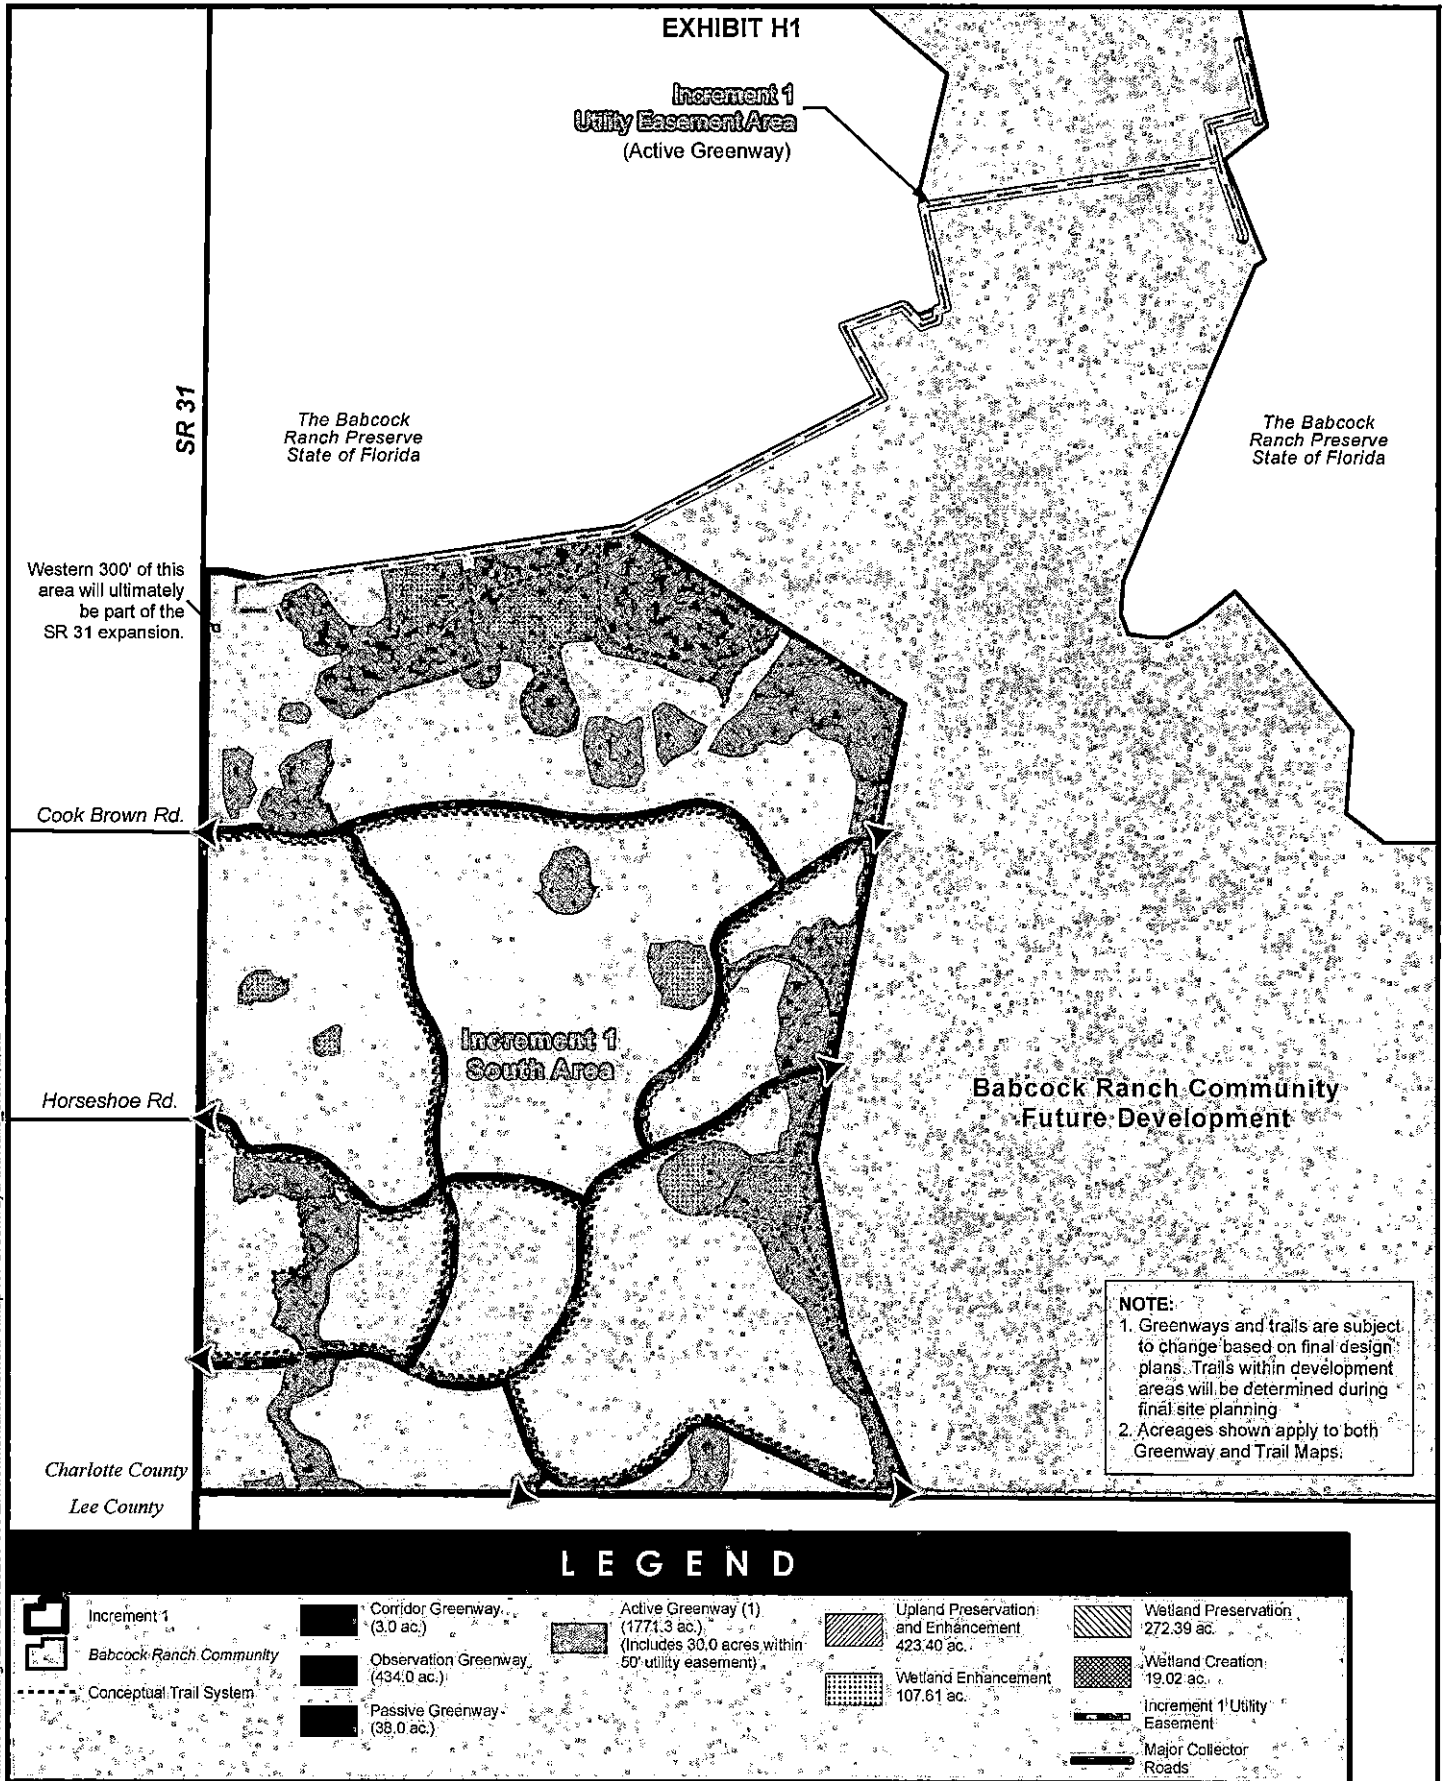 EXHIBIT H1
Increment 1
Utility Easement Area
(Active Greenway)
SR 31
The Babcock
Ranch Preserve
State of Florida
The Babcock
Ranch Preserve
State of Florida
Western 300' of this
area will ultimately
be part of the
SR 31 expansion.
Cook Brown Rd.
Increment 1
South Area
Horseshoe Rd.
Babcock Ranch Community
Future Development
NOTE:
1. Greenways and trails are subject
to change based on final design
plans. Trails within development
areas will be determined during
final site planning
2. Acreages shown apply to both
Greenway and Trail Maps.
Charlotte County
Lee County
LEGEND
Increment 1
Babcock Ranch Community
Conceptual Trail System
Corridor Greenway
(3.0 ac.)
Observation Greenway
(434.0 ac.)
Passive Greenway
(38.0 ac.)
Active Greenway (1)
(1771.3 ac.)
(Includes 30.0 acres within
50' utility easement)
Upland Preservation
and Enhancement
423.40 ac.
Wetland Enhancement
107.61 ac.
Wetland Preservation
272.39 ac.
Wetland Creation
19.02 ac.
Increment 1 Utility
Easement
Major Collector
Roads